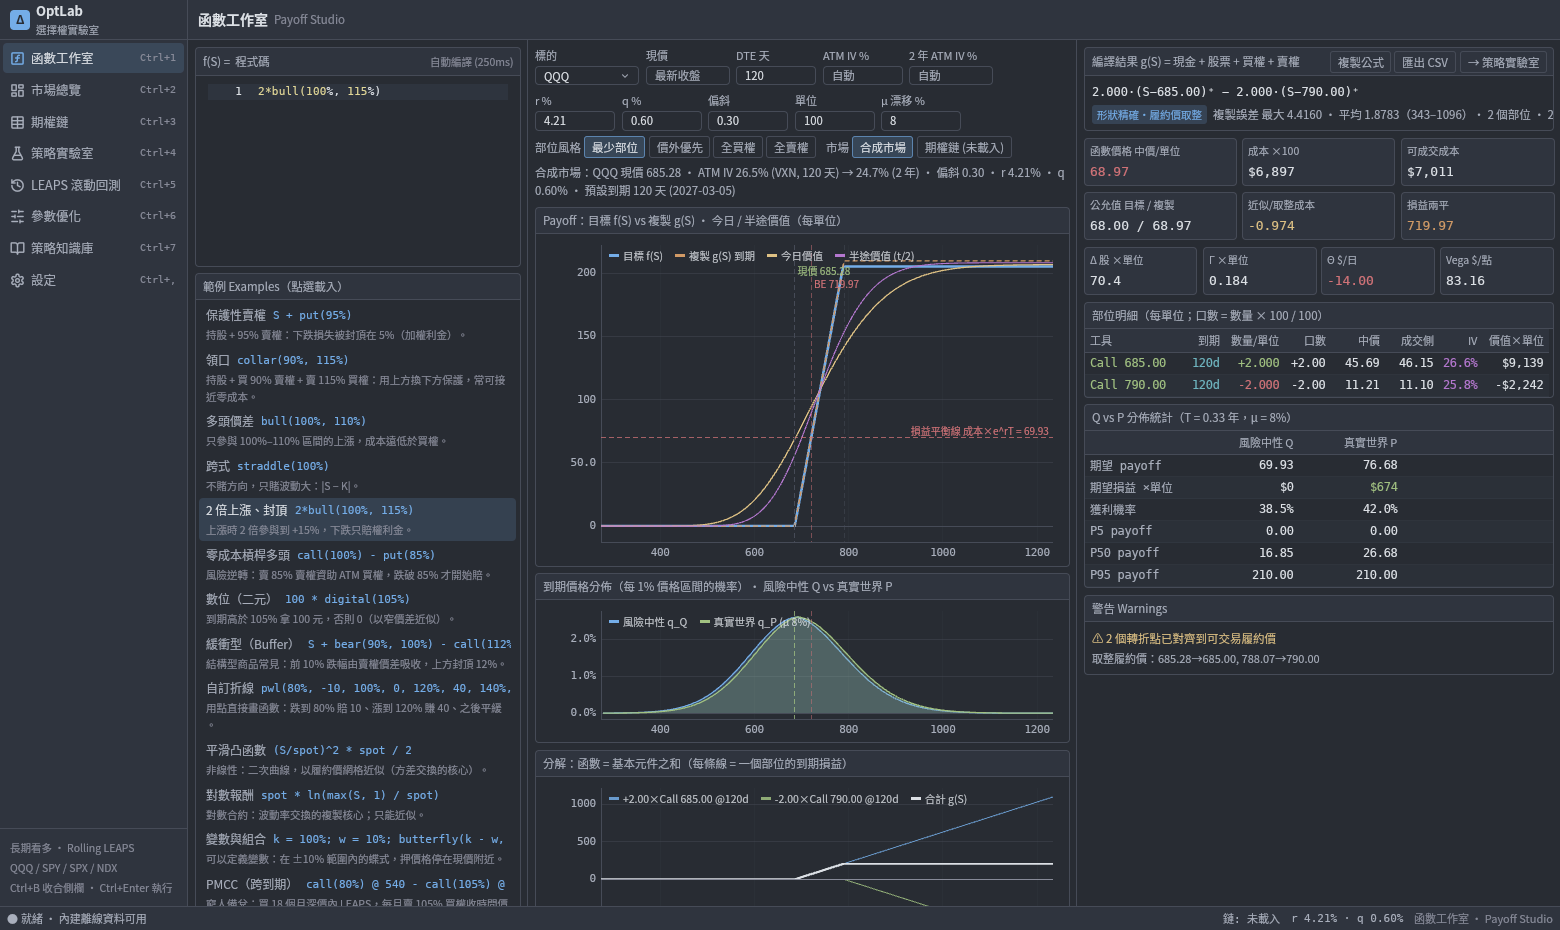 OptLab
選擇權實驗室
函數工作室 Ctrl+1
市場總覽 Ctrl+2
期權鏈 Ctrl+3
策略實驗室 Ctrl+4
LEAPS 滾動回測 Ctrl+5
參數優化 Ctrl+6
策略知識庫 Ctrl+7
設定 Ctrl+,
長期看多 · Rolling LEAPS
QQQ / SPY / SPX / NDX
Ctrl+B 收合側欄 · Ctrl+Enter 執行
函數工作室 Payoff Studio
f(S) = 程式碼 自動編譯 (250ms)
1 2*bull(100%, 115%)
範例 Examples（點選載入）
保護性賣權 S + put(95%)
持股 + 95% 賣權：下跌損失被封頂在 5%（加權利金）。
領口 collar(90%, 115%)
持股 + 買 90% 賣權 + 賣 115% 買權：用上方換下方保護，常可接
近零成本。
多頭價差 bull(100%, 110%)
只參與 100%–110% 區間的上漲，成本遠低於買權。
跨式 straddle(100%)
不賭方向，只賭波動大：|S − K|。
2 倍上漲、封頂 2*bull(100%, 115%)
上漲時 2 倍參與到 +15%，下跌只賠權利金。
零成本槓桿多頭 call(100%) - put(85%)
風險逆轉：賣 85% 賣權資助 ATM 買權，跌破 85% 才開始賠。
數位（二元） 100 * digital(105%)
到期高於 105% 拿 100 元，否則 0（以窄價差近似）。
緩衝型（Buffer） S + bear(90%, 100%) - call(112%
結構型商品常見：前 10% 跌幅由賣權價差吸收，上方封頂 12%。
自訂折線 pwl(80%, -10, 100%, 0, 120%, 40, 140%,
用點直接畫函數：跌到 80% 賠 10、漲到 120% 賺 40、之後平緩
。
平滑凸函數 (S/spot)^2 * spot / 2
非線性：二次曲線，以履約價網格近似（方差交換的核心）。
對數報酬 spot * ln(max(S, 1) / spot)
對數合約：波動率交換的複製核心；只能近似。
變數與組合 k = 100%; w = 10%; butterfly(k - w,
可以定義變數：在 ±10% 範圍內的蝶式，押價格停在現價附近。
PMCC（跨到期） call(80%) @ 540 - call(105%) @
窮人備兌：買 18 個月深價內 LEAPS，每月賣 105% 買權收時間價
標的 現價 DTE 天 ATM IV % 2 年 ATM IV %
QQQ 最新收盤 120 自動 自動
r % q % 偏斜 單位 μ 漂移 %
4.21 0.60 0.30 100 8
部位風格 最少部位 價外優先 全買權 全賣權 市場 合成市場 期權鏈 (未載入)
合成市場：QQQ 現價 685.28 · ATM IV 26.5% (VXN, 120 天) → 24.7% (2 年) · 偏斜 0.30 · r 4.21% · q
0.60% · 預設到期 120 天 (2027-03-05)
Payoff：目標 f(S) vs 複製 g(S) · 今日 / 半途價值（每單位）
目標 f(S) 複製 g(S) 到期 今日價值 半途價值 (t/2)
現價 685.28
BE 719.97
損益平衡線 成本×e^rT = 69.93
200
150
100
50.0
0
400 600 800 1000 1200
到期價格分佈（每 1% 價格區間的機率）· 風險中性 Q vs 真實世界 P
風險中性 q_Q 真實世界 q_P (μ 8%)
2.0%
1.0%
0.0%
400 600 800 1000 1200
分解：函數 = 基本元件之和（每條線 = 一個部位的到期損益）
+2.00×Call 685.00 @120d -2.00×Call 790.00 @120d 合計 g(S)
1000
500
0
編譯結果 g(S) = 現金 + 股票 + 買權 + 賣權 複製公式 匯出 CSV → 策略實驗室
2.000·(S−685.00)⁺ − 2.000·(S−790.00)⁺
形狀精確·履約價取整 複製誤差 最大 4.4160 · 平均 1.8783（343–1096）· 2 個部位 · 2
函數價格 中價/單位 成本 ×100 可成交成本
68.97 $6,897 $7,011
公允值 目標 / 複製 近似/取整成本 損益兩平
68.00 / 68.97 -0.974 719.97
Δ 股 ×單位 Γ ×單位 Θ $/日 Vega $/點
70.4 0.184 -14.00 83.16
部位明細（每單位；口數 = 數量 × 100 / 100）
工具 到期 數量/單位 口數 中價 成交側 IV 價值×單位
Call 685.00 120d +2.000 +2.00 45.69 46.15 26.6% $9,139
Call 790.00 120d -2.000 -2.00 11.21 11.10 25.8% -$2,242
Q vs P 分佈統計（T = 0.33 年，μ = 8%）
風險中性 Q 真實世界 P
期望 payoff 69.93 76.68
期望損益 ×單位 $0 $674
獲利機率 38.5% 42.0%
P5 payoff 0.00 0.00
P50 payoff 16.85 26.68
P95 payoff 210.00 210.00
警告 Warnings
⚠ 2 個轉折點已對齊到可交易履約價
取整履約價：685.28→685.00, 788.07→790.00
就緒 · 內建離線資料可用 鏈: 未載入 r 4.21% · q 0.60% 函數工作室 · Payoff Studio